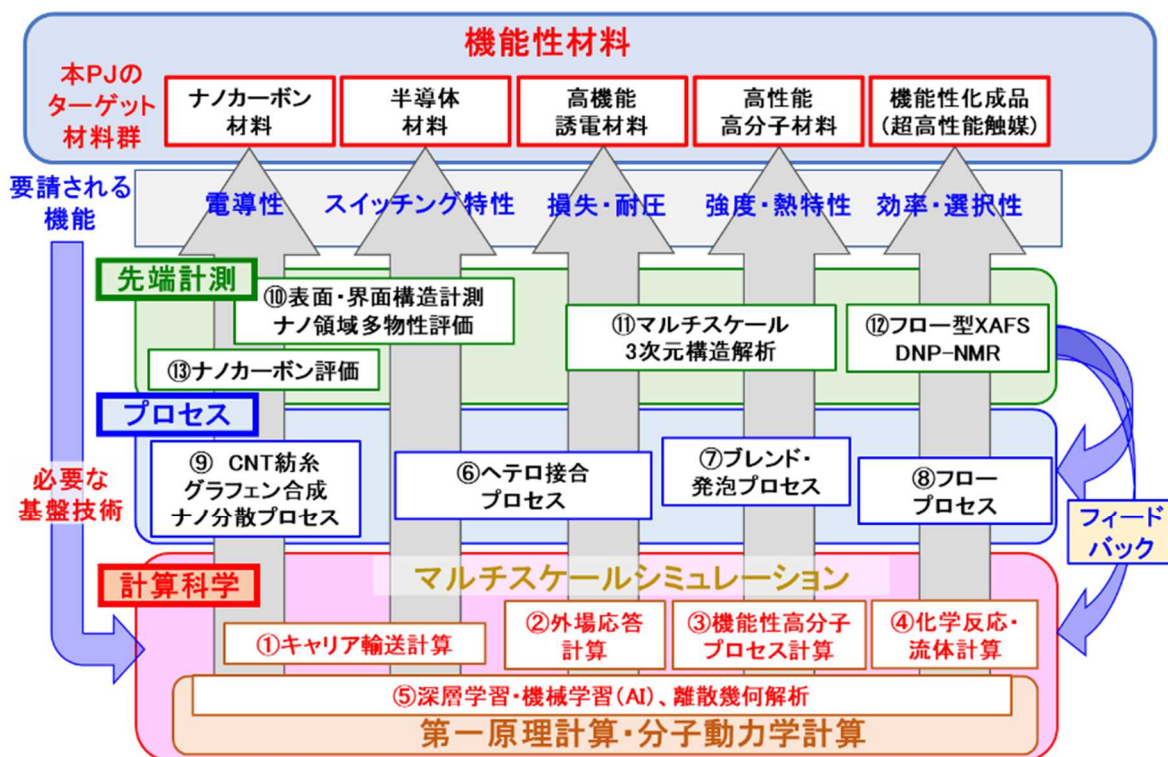 機能性材料
本PJの
ターゲット
材料群
ナノカーボン
材料
半導体
材料
高機能
誘電材料
高性能
高分子材料
機能性化成品
(超高性能触媒)
要請される
機能
電導性
スイッチング特性
損失・耐圧
強度・熱特性
効率・選択性
先端計測
⑩表面・界面構造計測
ナノ領域多物性評価
⑪マルチスケール
3次元構造解析
⑫フロー型XAFS
DNP-NMR
⑬ナノカーボン評価
プロセス
⑨ CNT紡糸
グラフェン合成
ナノ分散プロセス
⑥ヘテロ接合
プロセス
⑦ブレンド・
発泡プロセス
⑧フロー
プロセス
必要な
基盤技術
フィード
バック
計算科学
マルチスケールシミュレーション
①キャリア輸送計算
②外場応答
計算
③機能性高分子
プロセス計算
④化学反応・
流体計算
⑤深層学習・機械学習(AI)、離散幾何解析
第一原理計算・分子動力学計算